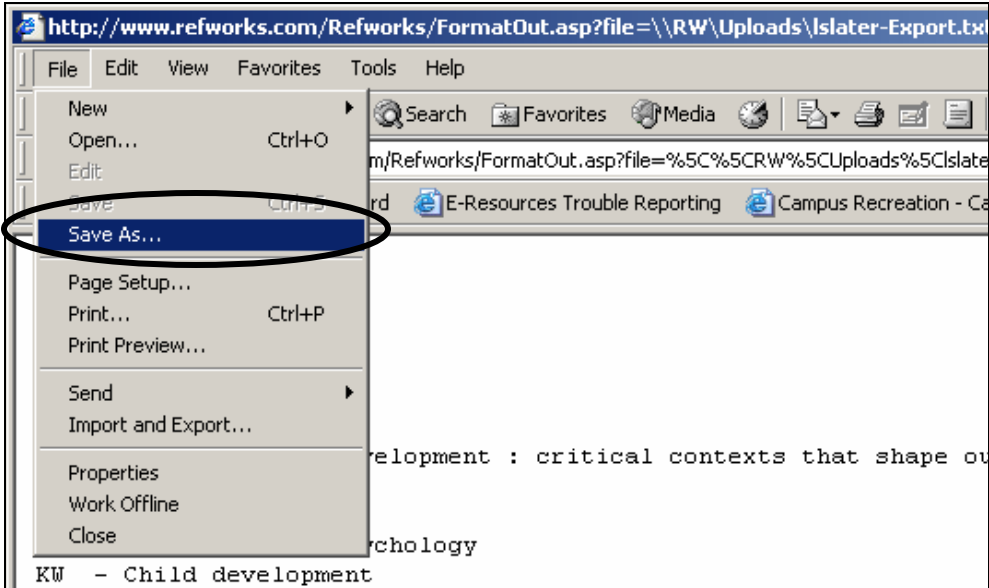 http://www.refworks.com/Refworks/FormatOut.asp?file=\\RW\Uploads\lslater-Export.txt
File Edit View Favorites Tools Help
New Search Favorites Media
Open... Ctrl+O
m/Refworks/FormatOut.asp?file=%5C%5CRW%5CUploads%5Clslate
Edit
Save Ctrl+S rd E-Resources Trouble Reporting Campus Recreation - Ca
Save As...
Page Setup...
Print... Ctrl+P
Print Preview...
Send
Import and Export...
velopment : critical contexts that shape ou
Properties
Work Offline
Close
ychology
KW - Child development